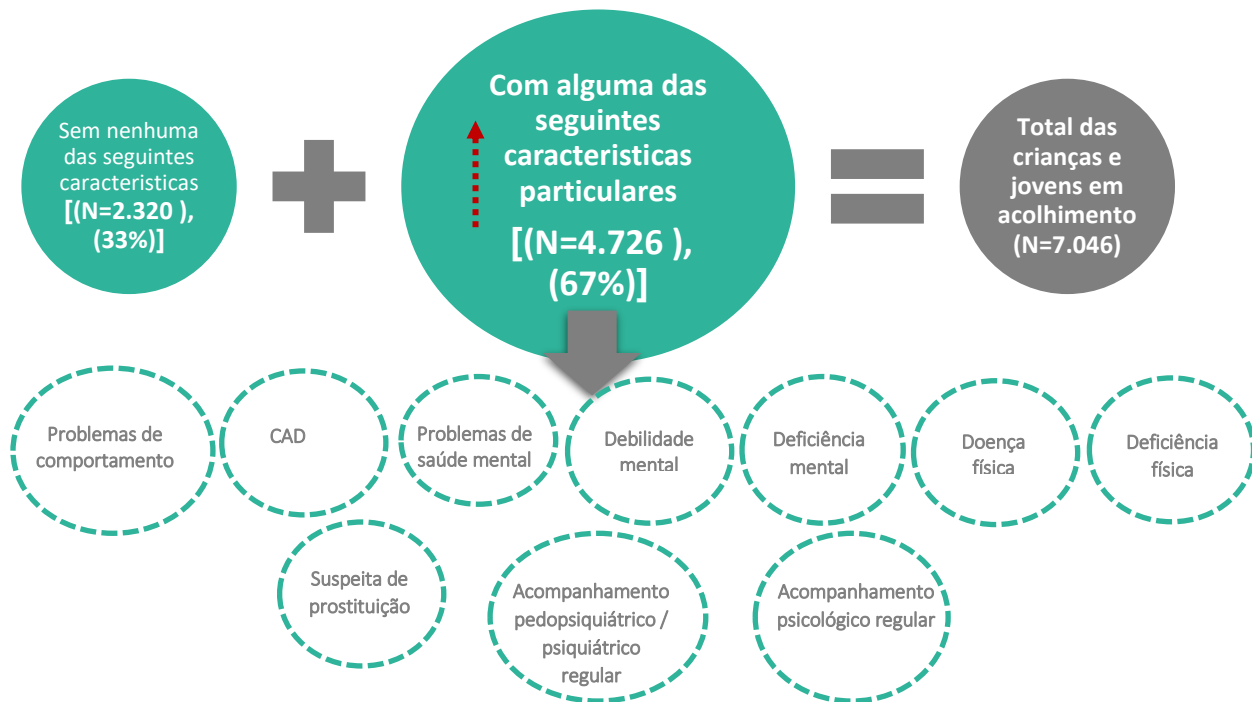 Sem nenhuma
das seguintes
caracteristicas
[(N=2.320 ),
(33%)]
Com alguma das
seguintes
caracteristicas
particulares
[(N=4.726 ),
(67%)]
Total das
crianças e
jovens em
acolhimento
(N=7.046)
Problemas de
comportamento
CAD
Problemas de
saúde mental
Debilidade
mental
Deficiência
mental
Doença
física
Deficiência
física
Suspeita de
prostituição
Acompanhamento
pedopsiquiátrico /
psiquiátrico
regular
Acompanhamento
psicológico regular